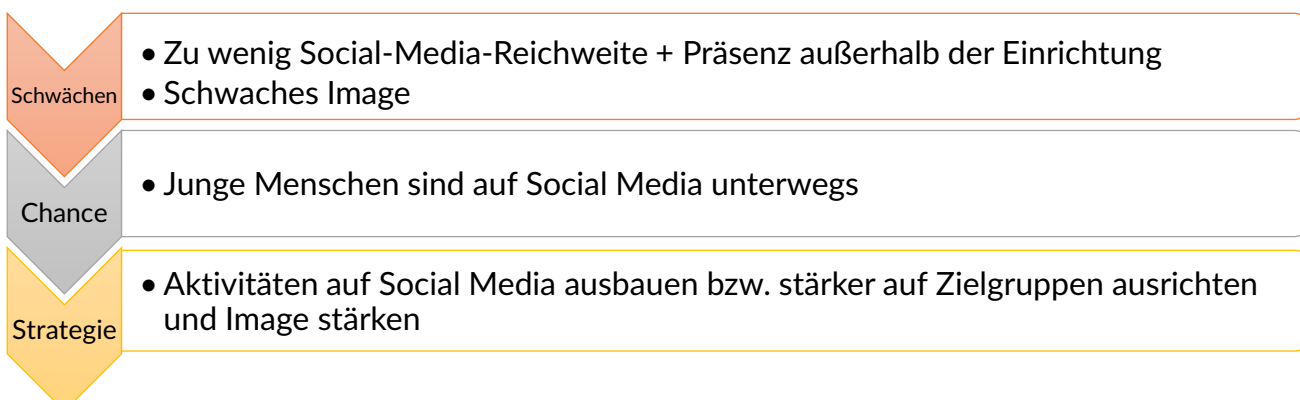 Schwächen
• Zu wenig Social-Media-Reichweite + Präsenz außerhalb der Einrichtung
• Schwaches Image
Chance
• Junge Menschen sind auf Social Media unterwegs
Strategie
• Aktivitäten auf Social Media ausbauen bzw. stärker auf Zielgruppen ausrichten
und Image stärken